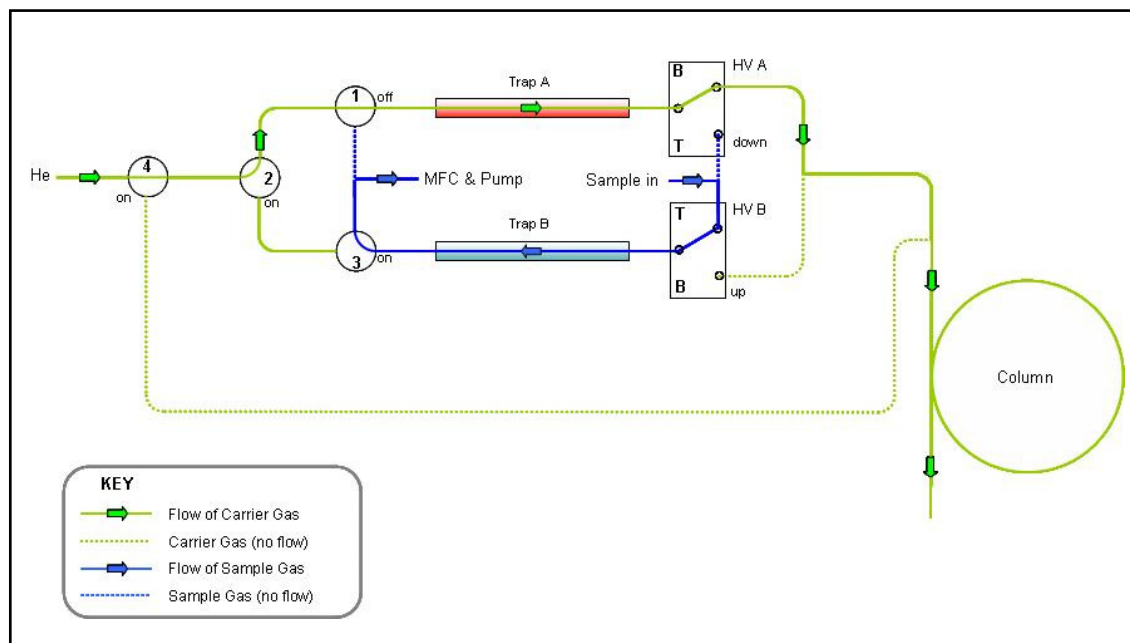 B
HV A
Trap A
1
off
T
down
He
4
on
2
on
MFC & Pump
Sample in
T
HV B
Trap B
3
on
B
up
Column
KEY
Flow of Carrier Gas
Carrier Gas (no flow)
Flow of Sample Gas
Sample Gas (no flow)